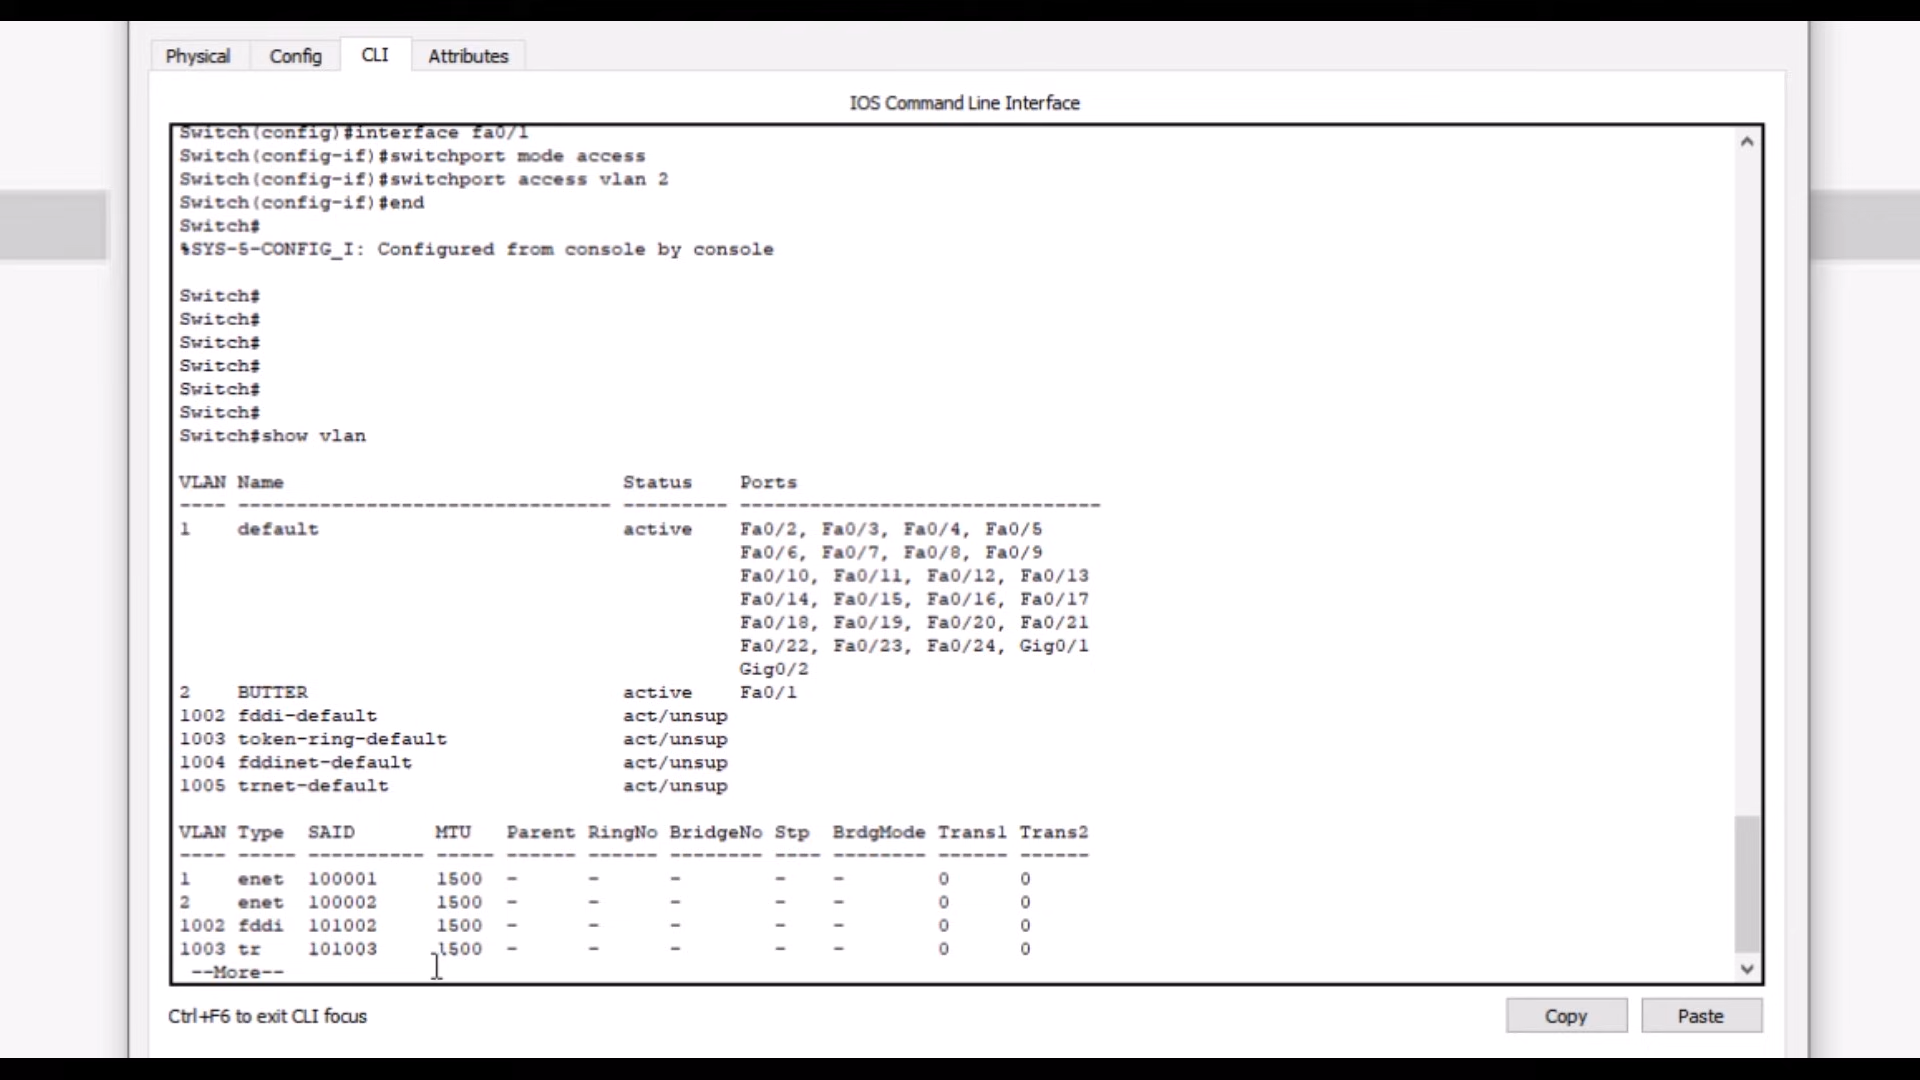 Physical Config CLI Attributes
IOS Command Line Interface
Switch(config)#interface fa0/1
Switch(config-if)#switchport mode access
Switch(config-if)#switchport access vlan 2
Switch(config-if)#end
Switch#
%SYS-5-CONFIG_I: Configured from console by console
Switch#
Switch#
Switch#
Switch#
Switch#
Switch#
Switch#show vlan
VLAN Name Status Ports
---- -------------------------------- --------- -------------------------------
1 default active Fa0/2, Fa0/3, Fa0/4, Fa0/5
Fa0/6, Fa0/7, Fa0/8, Fa0/9
Fa0/10, Fa0/11, Fa0/12, Fa0/13
Fa0/14, Fa0/15, Fa0/16, Fa0/17
Fa0/18, Fa0/19, Fa0/20, Fa0/21
Fa0/22, Fa0/23, Fa0/24, Gig0/1
Gig0/2
2 BUTTER active Fa0/1
1002 fddi-default act/unsup
1003 token-ring-default act/unsup
1004 fddinet-default act/unsup
1005 trnet-default act/unsup
VLAN Type SAID MTU Parent RingNo BridgeNo Stp BrdgMode Trans1 Trans2
---- ----- ---------- ----- ------ ------ -------- ---- -------- ------ ------
1 enet 100001 1500 - - - - - 0 0
2 enet 100002 1500 - - - - - 0 0
1002 fddi 101002 1500 - - - - - 0 0
1003 tr 101003 1500 - - - - - 0 0
--More--
Ctrl+F6 to exit CLI focus
Copy Paste